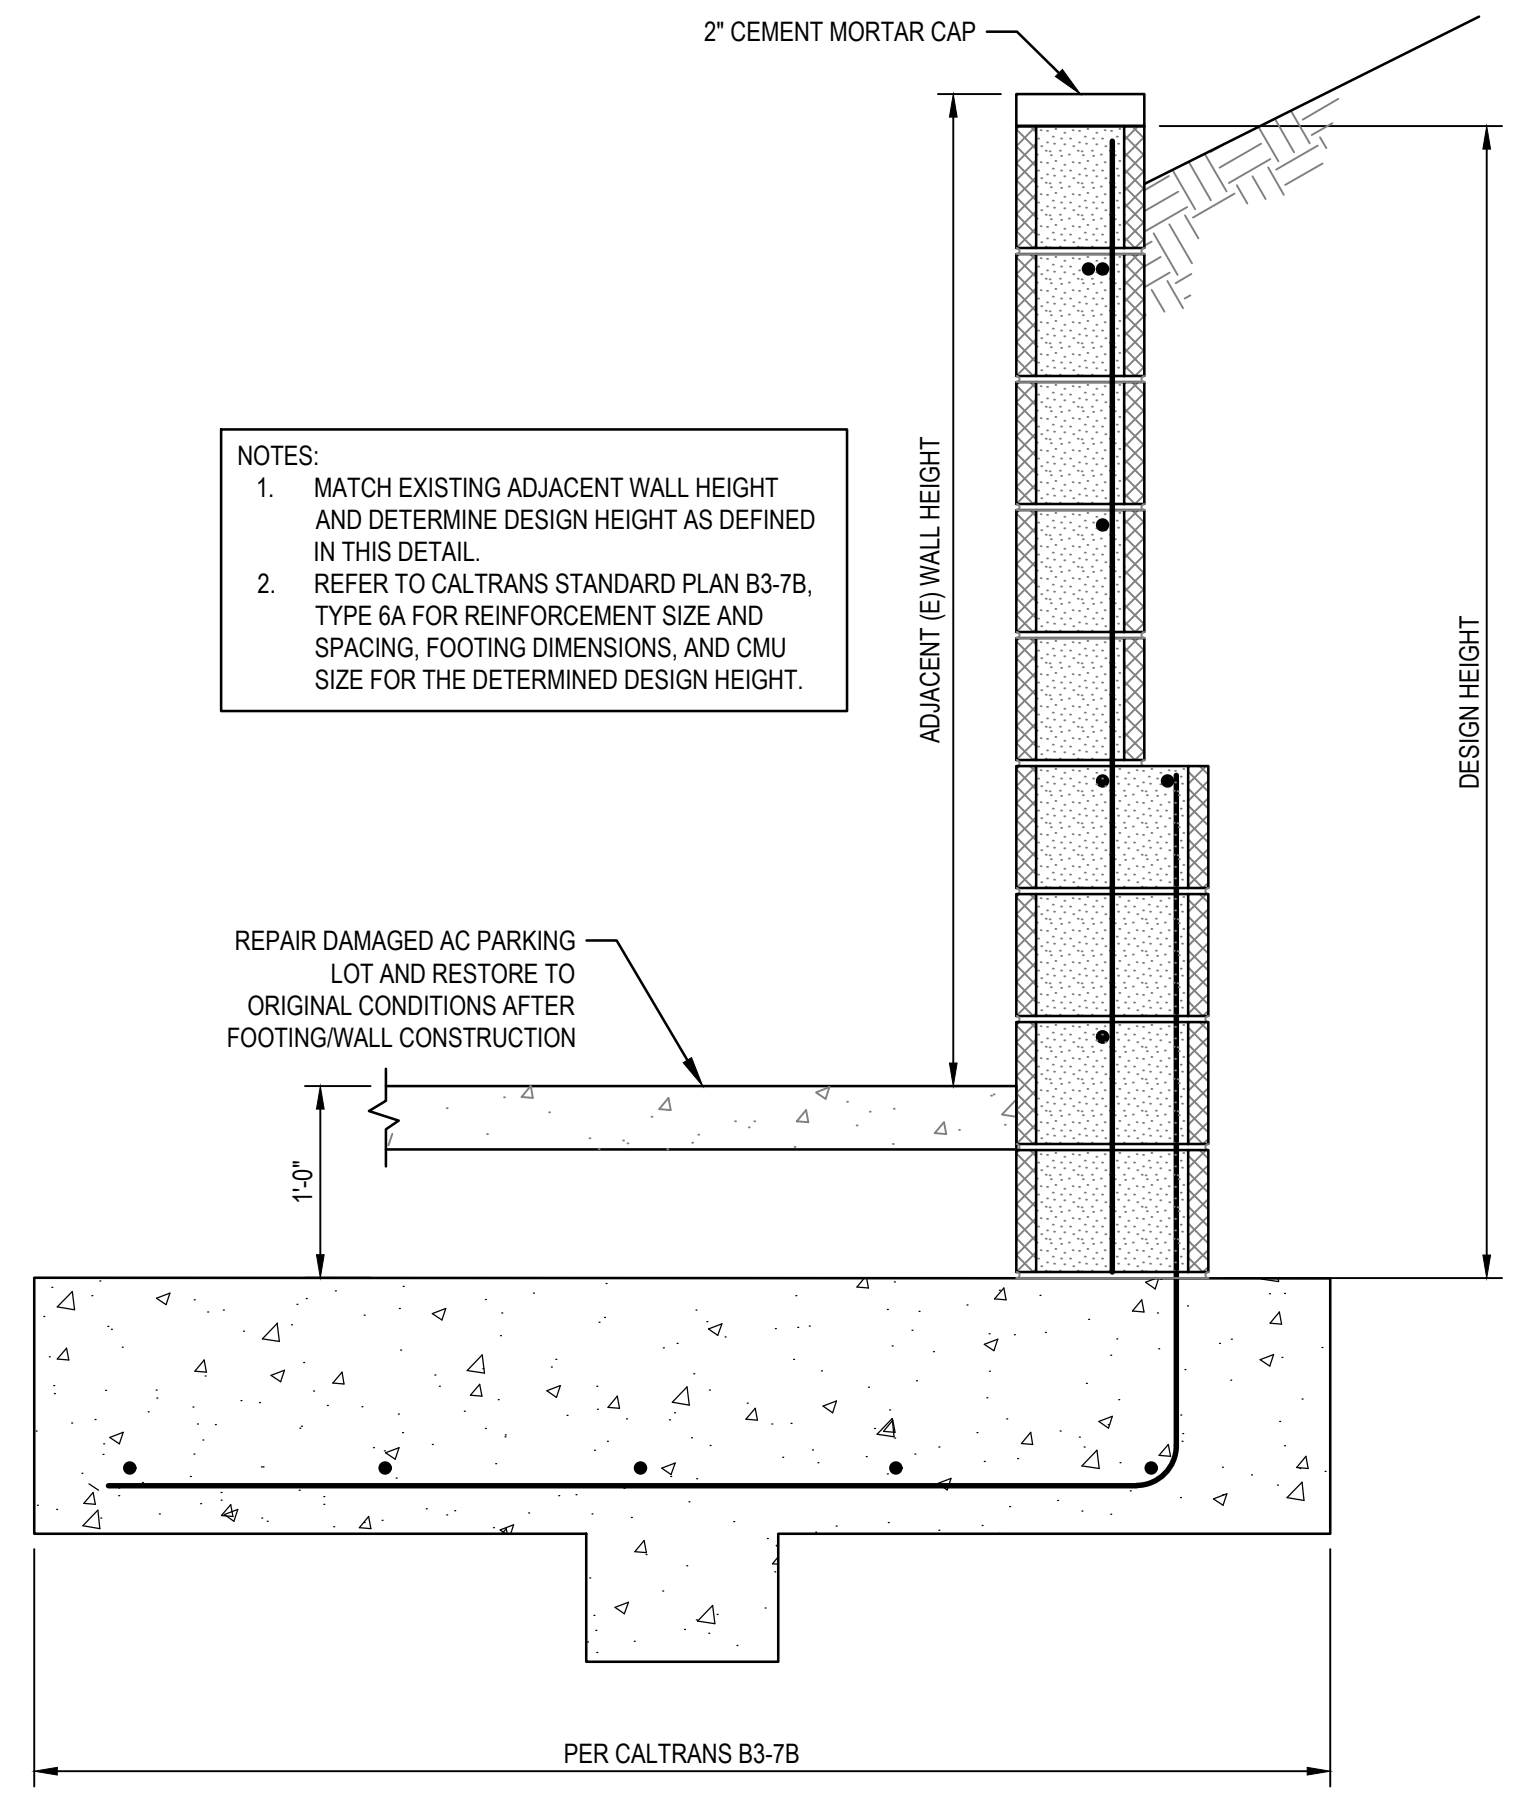 2" CEMENT MORTAR CAP
NOTES:
1. MATCH EXISTING ADJACENT WALL HEIGHT
AND DETERMINE DESIGN HEIGHT AS DEFINED
IN THIS DETAIL.
2. REFER TO CALTRANS STANDARD PLAN B3-7B,
TYPE 6A FOR REINFORCEMENT SIZE AND
SPACING, FOOTING DIMENSIONS, AND CMU
SIZE FOR THE DETERMINED DESIGN HEIGHT.
ADJACENT (E) WALL HEIGHT
DESIGN HEIGHT
REPAIR DAMAGED AC PARKING
LOT AND RESTORE TO
ORIGINAL CONDITIONS AFTER
FOOTING/WALL CONSTRUCTION
1'-0"
PER CALTRANS B3-7B